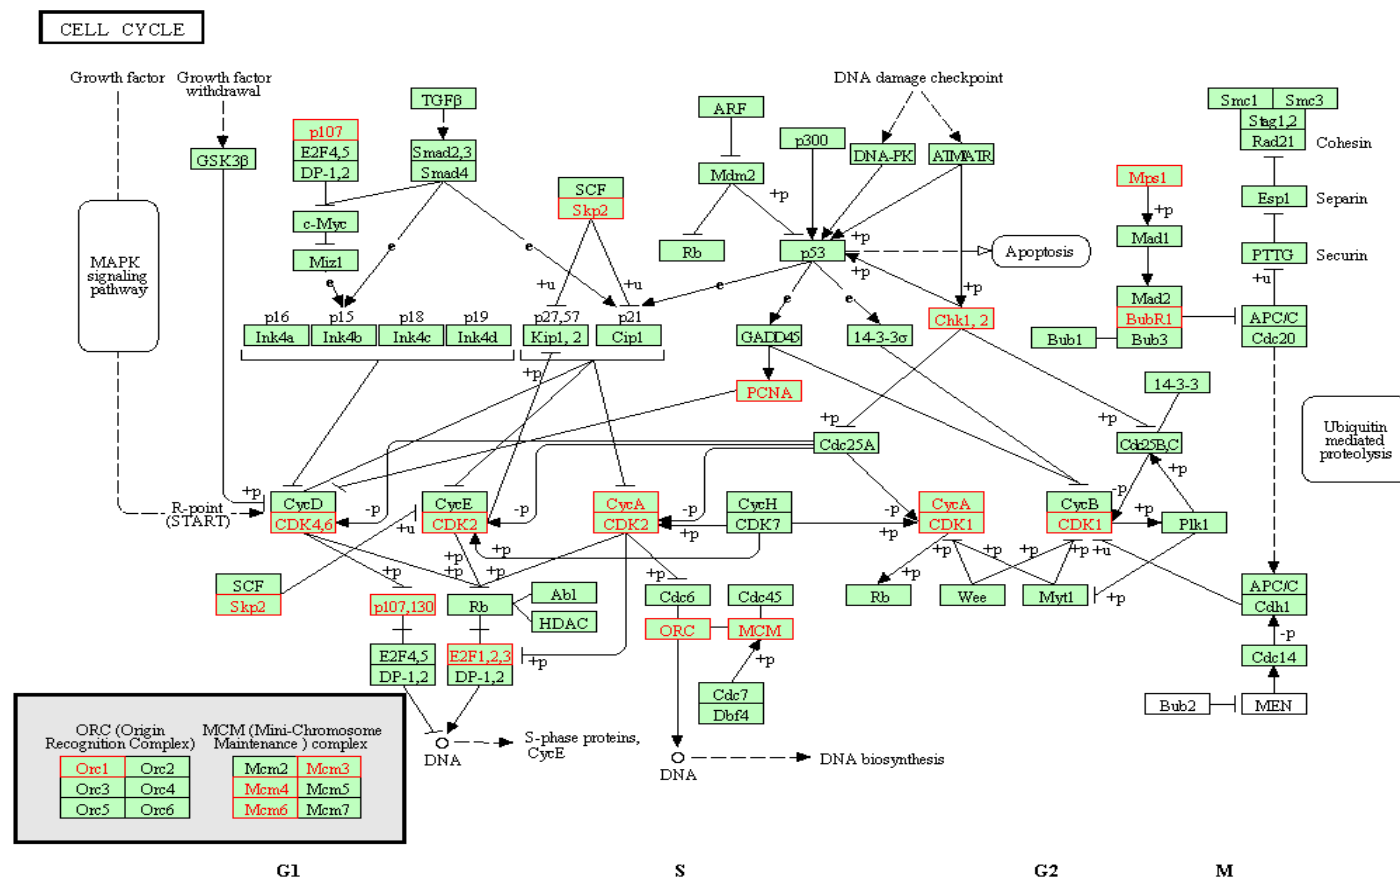 CELL CYCLE
Growth factor
Growth factor
withdrawal
DNA damage checkpoint
TGFβ
ARF
Smc1
Smc3
Stag1,2
Rad21
Cohesin
p107
E2F4,5
DP-1,2
GSK3β
Smad2,3
Smad4
p300
DNA-PK
ATM/ATR
Mdm2
+p
SCF
Skp2
Mps1
+p
Esp1
Separin
c-Myc
Miz1
MAPK
signaling
pathway
Rb
p53
+p
+p
Apoptosis
Mad1
PTTG
Securin
e
e
e
e
e
e
+u
+u
+p
+u
Mad2
BubR1
Bub3
Bub1
APC/C
Cdc20
p16
Ink4a
p15
Ink4b
p18
Ink4c
p19
Ink4d
p27,57
Kip1, 2
p21
Cip1
GADD45
14-3-3σ
Chk1, 2
+p
PCNA
14-3-3
+p
+p
Cdc25A
Cdc25B,C
Ubiquitin
mediated
proteolysis
R-point
(START)
+p
CycD
CDK4,6
-p
CycE
CDK2
-p
CycA
CDK2
-p
+p
CycH
CDK7
-p
+p
CycA
CDK1
CycB
CDK1
-p
+p
+p
Plk1
+u
+u
+p
+p
+p
+p
+p
+p
+p
+p
+p
+p
+p
SCF
Skp2
p107,130
Rb
Abl
HDAC
Cdc6
Cdc45
ORC
MCM
Rb
Wee
Myt1
APC/C
Cdh1
-p
Cdc14
E2F4,5
DP-1,2
E2F1,2,3
DP-1,2
+p
+p
Cdc7
Dbf4
Bub2
MEN
DNA
S-phase proteins,
CycE
DNA
DNA biosynthesis
ORC (Origin
Recognition Complex)
MCM (Mini-Chromosome
Maintenance ) complex
Orc1
Orc2
Mcm2
Mcm3
Orc3
Orc4
Mcm4
Mcm5
Orc5
Orc6
Mcm6
Mcm7
G1
S
G2
M